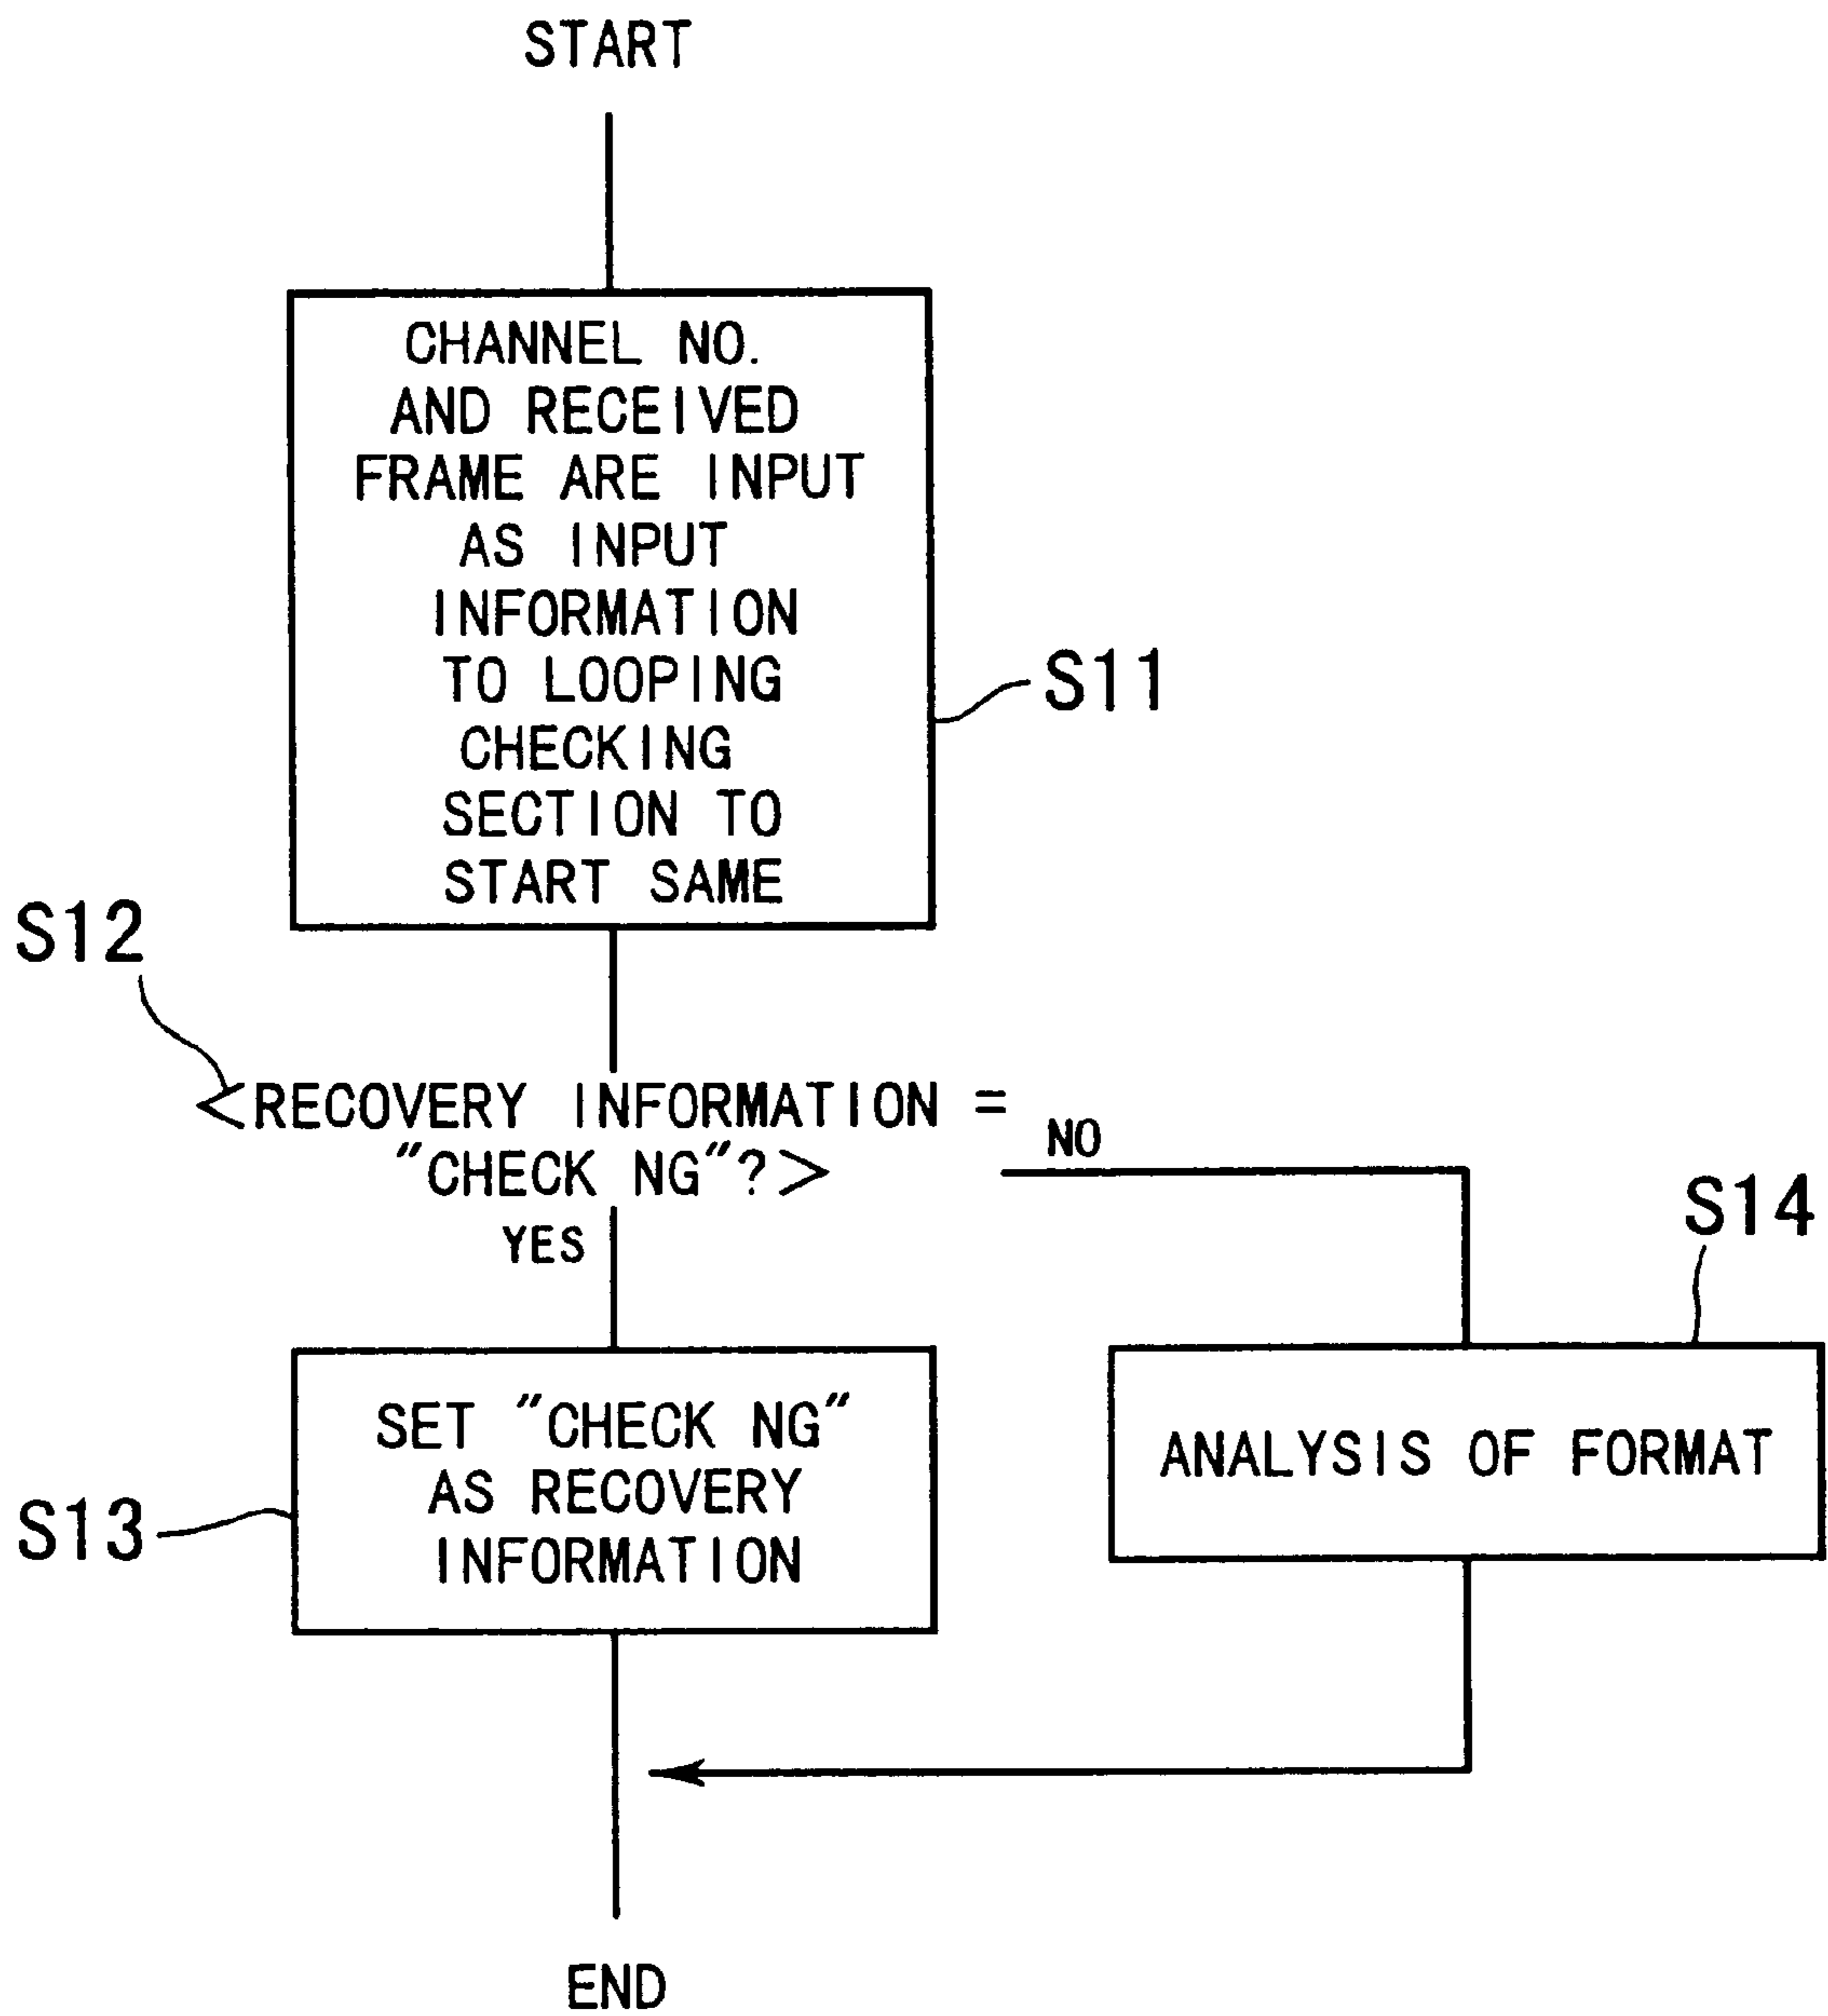 START
CHANNEL NO.
AND RECEIVED
FRAME ARE INPUT
AS INPUT
INFORMATION
TO LOOPING
CHECKING
SECTION TO
START SAME
S11
S12
<RECOVERY INFORMATION =
"CHECK NG"?>
NO
YES
S14
SET "CHECK NG"
AS RECOVERY
INFORMATION
S13
ANALYSIS OF FORMAT
END